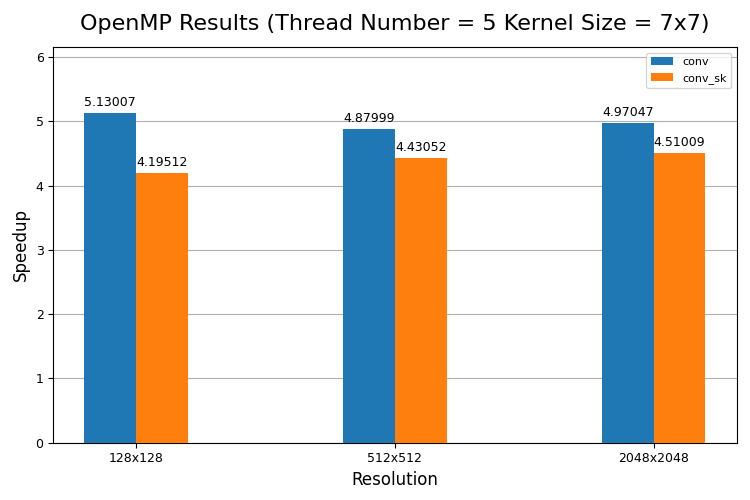 OpenMP Results (Thread Number = 5 Kernel Size = 7x7)
6
5
4
3
2
1
0
Speedup
conv
conv_sk
5.13007
4.19512
4.87999
4.43052
4.97047
4.51009
128x128
512x512
2048x2048
Resolution